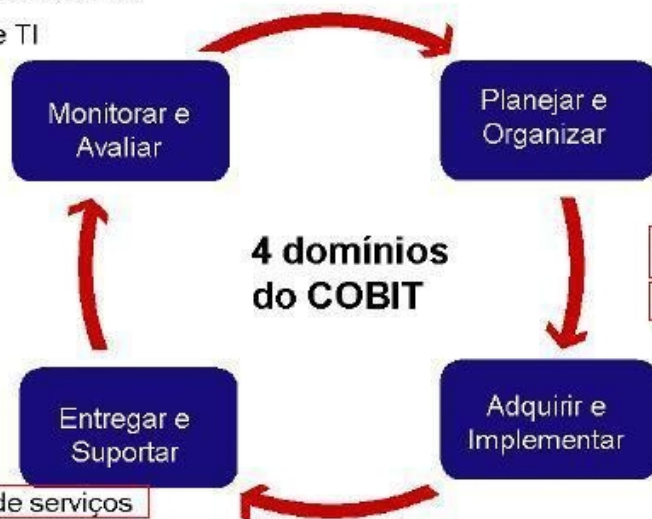 e TI
Monitorar e
Avaliar
Planejar e
Organizar
4 domínios
do COBIT
Entregar e
Suportar
Adquirir e
Implementar
de serviços